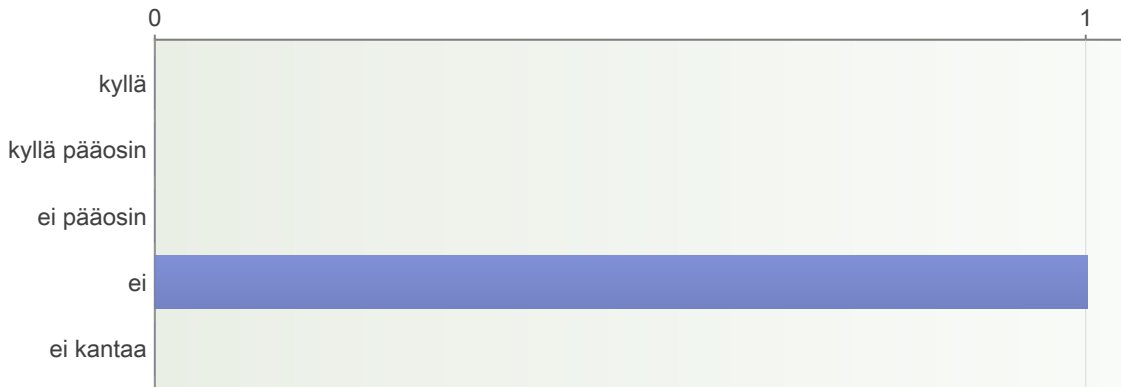 0 1
kyllä
kyllä pääosin
ei pääosin
ei
ei kantaa